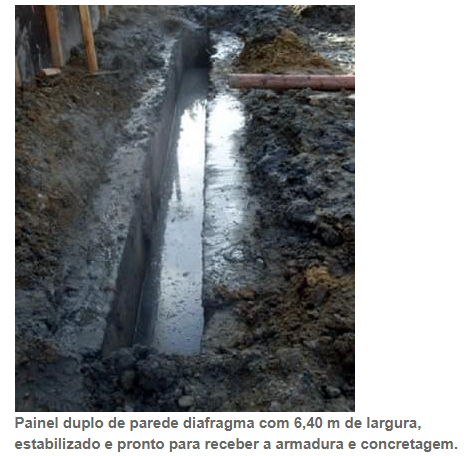 Painel duplo de parede diafragma com 6,40 m de largura,
estabilizado e pronto para receber a armadura e concretagem.